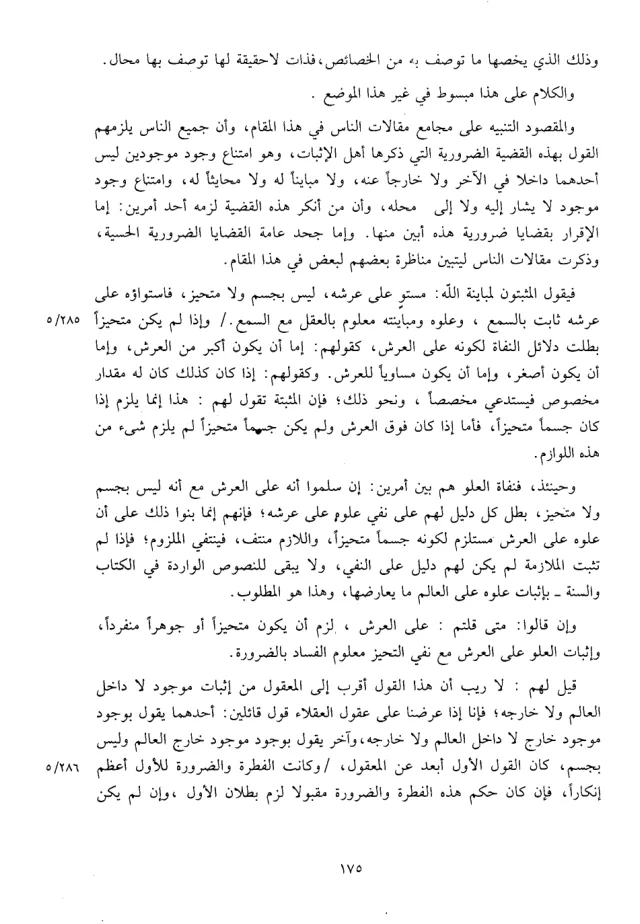 وذلك الذي يخصها ما توصف به من الخصائص، فذات لاحقيقة لها توصف بها محال.
والكلام على هذا مبسوط في غير هذا الموضع .
والمقصود التنبيه على مجامع مقالات الناس في هذا المقام، وأن جميع الناس يلزمهم
القول بهذه القضية الضرورية التي ذكرها أهل الإثبات، وهو امتناع وجود موجودين ليس
أحدهما داخلا في الآخر ولا خارجاً عنه، ولا مبايناً له ولا محايثاً له، وامتناع وجود
موجود لا يشار إليه ولا إلى محله، وأن من أنكر هذه القضية لزمه أحد أمرين: إما
الإقرار بقضايا ضرورية هذه أبين منها. وإما جحد عامة القضايا الضرورية الحسية،
وذكرت مقالات الناس ليتبين مناظرة بعضهم لبعض في هذا المقام.
فيقول المثبتون لمباينة الله: مستو على عرشه، ليس بجسم ولا متحيز، فاستواؤه على
عرشه ثابت بالسمع ، وعلوه ومباينته معلوم بالعقل مع السمع./ وإذا لم يكن متحيزاً ٥/٢٨٥
بطلت دلائل النفاة لكونه على العرش، كقولهم: إما أن يكون أكبر من العرش، وإما
أن يكون أصغر، وإما أن يكون مساوياً للعرش. وكقولهم: إذا كان كذلك كان له مقدار
مخصوص فيستدعي مخصصاً ، ونحو ذلك؛ فإن المثبتة تقول لهم : هذا إنما يلزم إذا
كان جسماً متحيزاً، فأما إذا كان فوق العرش ولم يكن جسماً متحيزاً لم يلزم شىء من
هذه اللوازم.
وحينئذ، فنفاة العلو هم بين أمرين: إن سلموا أنه على العرش مع أنه ليس بجسم
ولا متحيز، بطل كل دليل لهم على نفي علوه على عرشه؛ فإنهم إنما بنوا ذلك على أن
علوه على العرش مستلزم لكونه جسماً متحيزاً، واللازم منتف، فينتفي الملزوم؛ فإذا لم
تثبت الملازمة لم يكن لهم دليل على النفي، ولا يبقى للنصوص الواردة في الكتاب
والسنة ـ بإثبات علوه على العالم ما يعارضها، وهذا هو المطلوب.
وإن قالوا: متى قلتم : على العرش ، لزم أن يكون متحيزاً أو جوهراً منفرداً،
وإثبات العلو على العرش مع نفي التحيز معلوم الفساد بالضرورة.
قيل لهم : لا ريب أن هذا القول أقرب إلى المعقول من إثبات موجود لا داخل
العالم ولا خارجه؛ فإنا إذا عرضنا على عقول العقلاء قول قائلين: أحدهما يقول بوجود
موجود خارج لا داخل العالم ولا خارجه، وآخر يقول بوجود موجود خارج العالم وليس
بجسم، كان القول الأول أبعد عن المعقول، /وكانت الفطرة والضرورة للأول أعظم ٥/٢٨٦
إنكاراً، فإن كان حكم هذه الفطرة والضرورة مقبولا لزم بطلان الأول ،وإن لم يكن
١٧٥